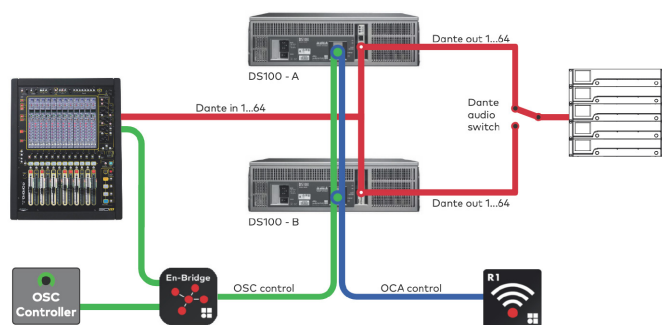 Dante out 1...64
DS100 - A
Dante in 1...64
Dante
audio
switch
DS100 - B
Dante out 1...64
En-Bridge
R1
OSC
Controller
OSC control
OCA control